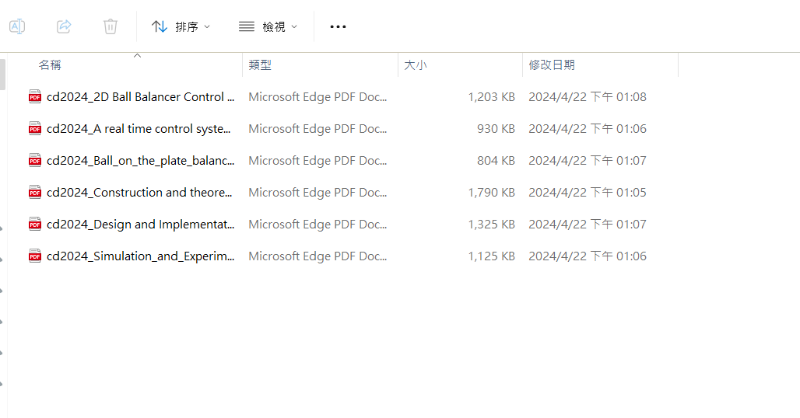 排序 檢視 ...
名稱 類型 大小 修改日期
cd2024_2D Ball Balancer Control ... Microsoft Edge PDF Doc... 1,203 KB 2024/4/22 下午 01:08
cd2024_A real time control syste... Microsoft Edge PDF Doc... 930 KB 2024/4/22 下午 01:06
cd2024_Ball_on_the_plate_balanc... Microsoft Edge PDF Doc... 804 KB 2024/4/22 下午 01:07
cd2024_Construction and theore... Microsoft Edge PDF Doc... 1,790 KB 2024/4/22 下午 01:05
cd2024_Design and Implementat... Microsoft Edge PDF Doc... 1,325 KB 2024/4/22 下午 01:07
cd2024_Simulation_and_Experim... Microsoft Edge PDF Doc... 1,125 KB 2024/4/22 下午 01:06